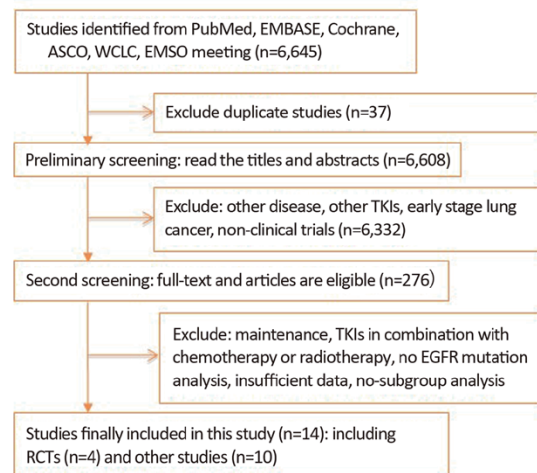 Studies identified from PubMed, EMBASE, Cochrane,
ASCO, WCLC, EMSO meeting (n=6,645)
Exclude duplicate studies (n=37)
Preliminary screening: read the titles and abstracts (n=6,608)
Exclude: other disease, other TKIs, early stage lung
cancer, non-clinical trials (n=6,332)
Second screening: full-text and articles are eligible (n=276)
Exclude: maintenance, TKIs in combination with
chemotherapy or radiotherapy, no EGFR mutation
analysis, insufficient data, no-subgroup analysis
Studies finally included in this study (n=14): including
RCTs (n=4) and other studies (n=10)